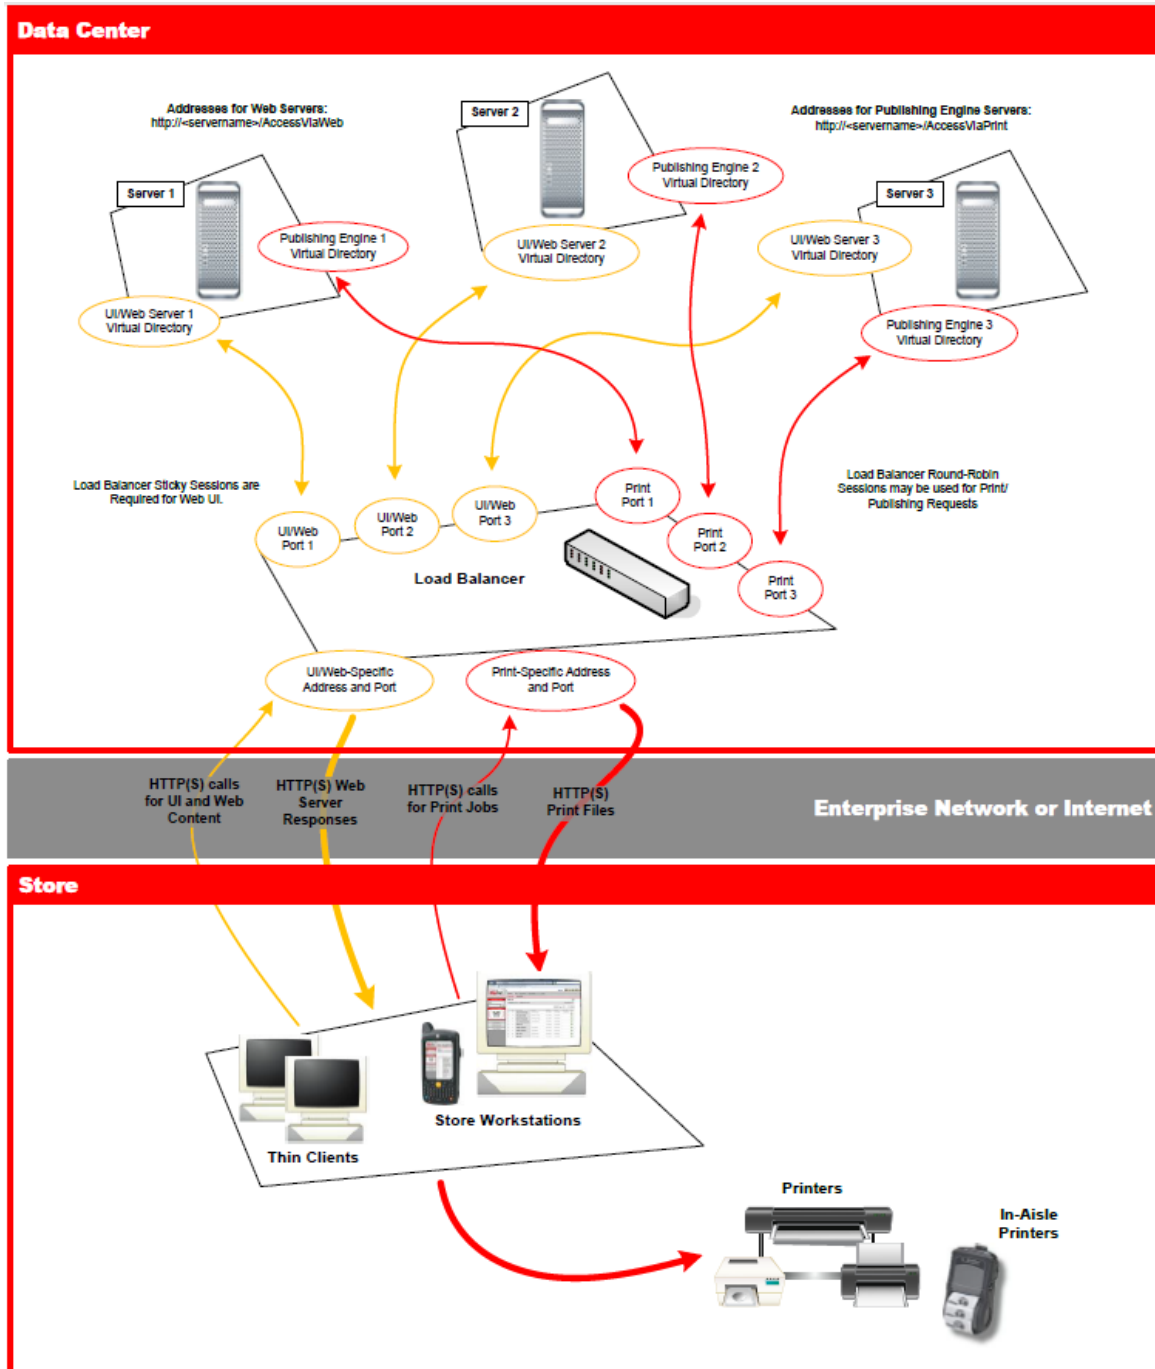 Data Center
Addresses for Web Servers:
http://<servername>/AccessViaWeb
Server 2
Addresses for Publishing Engine Servers:
http://<servername>/AccessViaPrint
Server 1
Publishing Engine 2
Virtual Directory
Server 3
Publishing Engine 1
Virtual Directory
UI/Web Server 2
Virtual Directory
UI/Web Server 3
Virtual Directory
UI/Web Server 1
Virtual Directory
Publishing Engine 3
Virtual Directory
Load Balancer Sticky Sessions are
Required for Web UI.
Load Balancer Round-Robin
Sessions may be used for Print/
Publishing Requests
UI/Web
Port 1
UI/Web
Port 2
UI/Web
Port 3
Print
Port 1
Print
Port 2
Print
Port 3
Load Balancer
UI/Web-Specific
Address and Port
Print-Specific Address
and Port
HTTP(S) calls
for UI and Web
Content
HTTP(S) Web
Server
Responses
HTTP(S) calls
for Print Jobs
HTTP(S)
Print Files
Enterprise Network or Internet
Store
Store Workstations
Thin Clients
Printers
In-Aisle
Printers